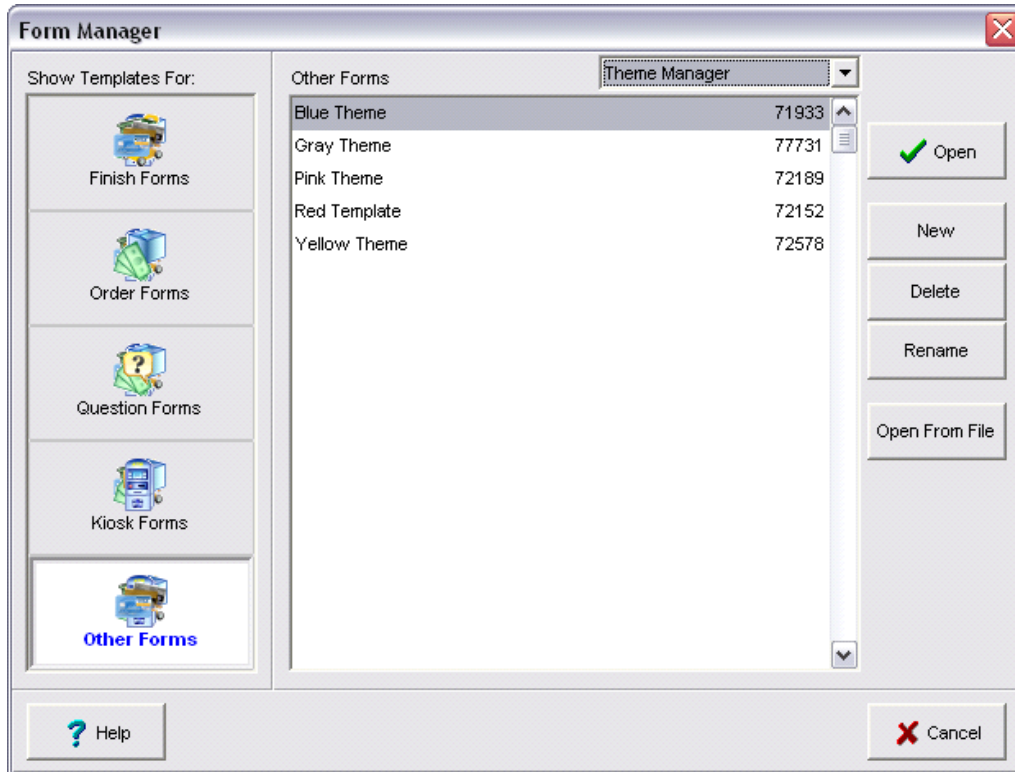 Form Manager
Show Templates For:
Finish Forms
Order Forms
Question Forms
Kiosk Forms
Other Forms
Other Forms Theme Manager
Blue Theme 71933
Gray Theme 77731
Pink Theme 72189
Red Template 72152
Yellow Theme 72578
Open
New
Delete
Rename
Open From File
Help
Cancel